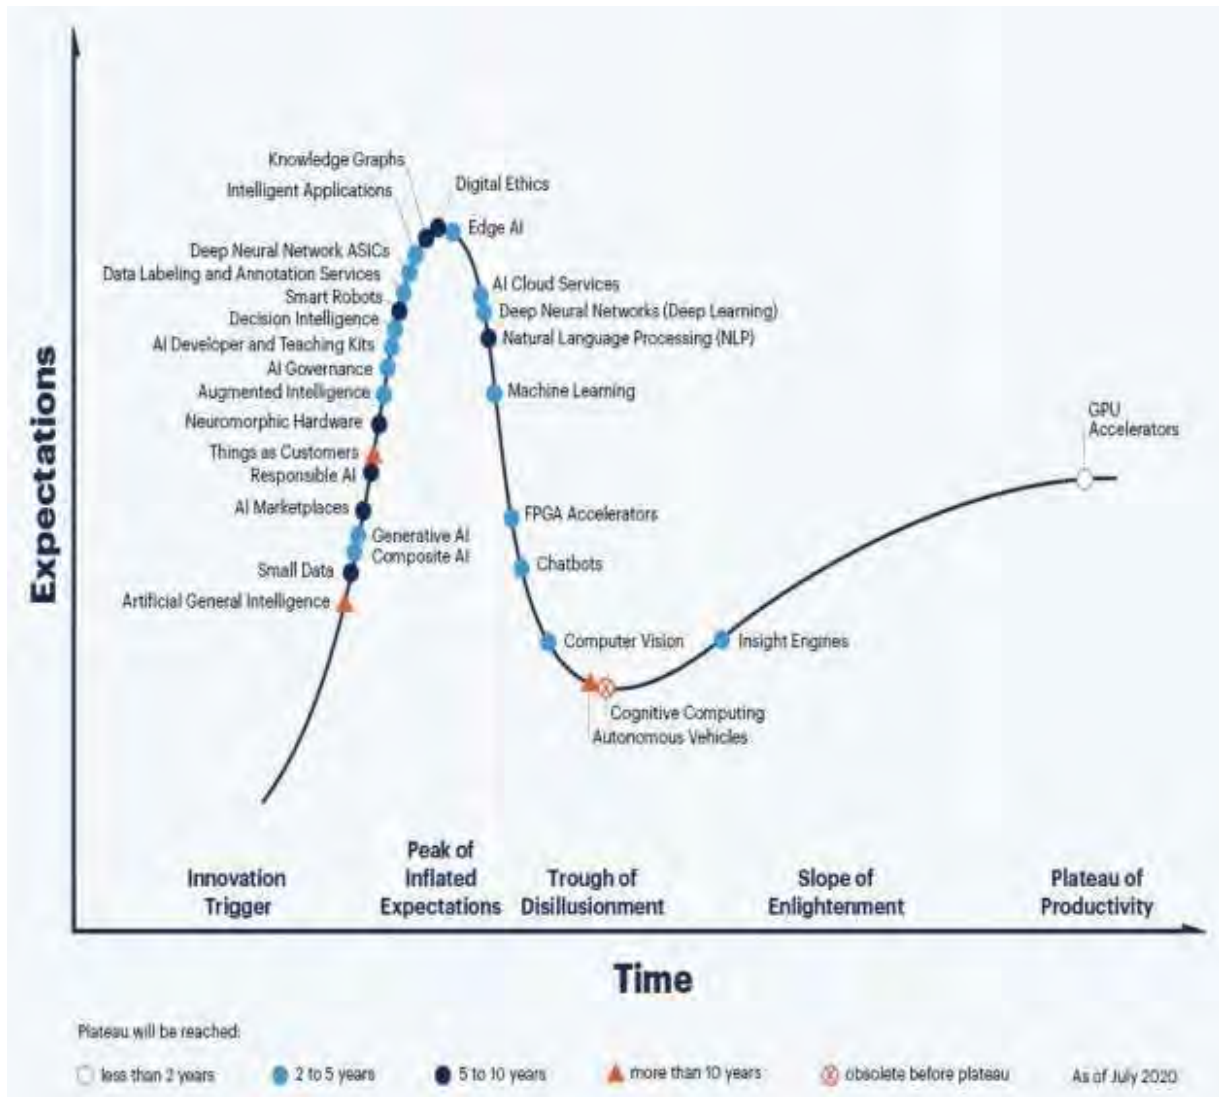 Knowledge Graphs
Digital Ethics
Intelligent Applications
Edge AI
Deep Neural Network ASICs
Data Labeling and Annotation Services
AI Cloud Services
Smart Robots
Deep Neural Networks (Deep Learning)
Decision Intelligence
Natural Language Processing (NLP)
AI Developer and Teaching Kits
AI Governance
Augmented Intelligence
Machine Learning
Neuromorphic Hardware
GPU
Accelerators
Things as Customers
Responsible AI
AI Marketplaces
FPGA Accelerators
Generative AI
Composite AI
Chatbots
Small Data
Artificial General Intelligence
Computer Vision
Insight Engines
Cognitive Computing
Autonomous Vehicles
Expectations
Innovation
Trigger
Peak of
Inflated
Expectations
Trough of
Disillusionment
Slope of
Enlightenment
Plateau of
Productivity
Time
Plateau will be reached:
less than 2 years
2 to 5 years
5 to 10 years
more than 10 years
obsolete before plateau
As of July 2020